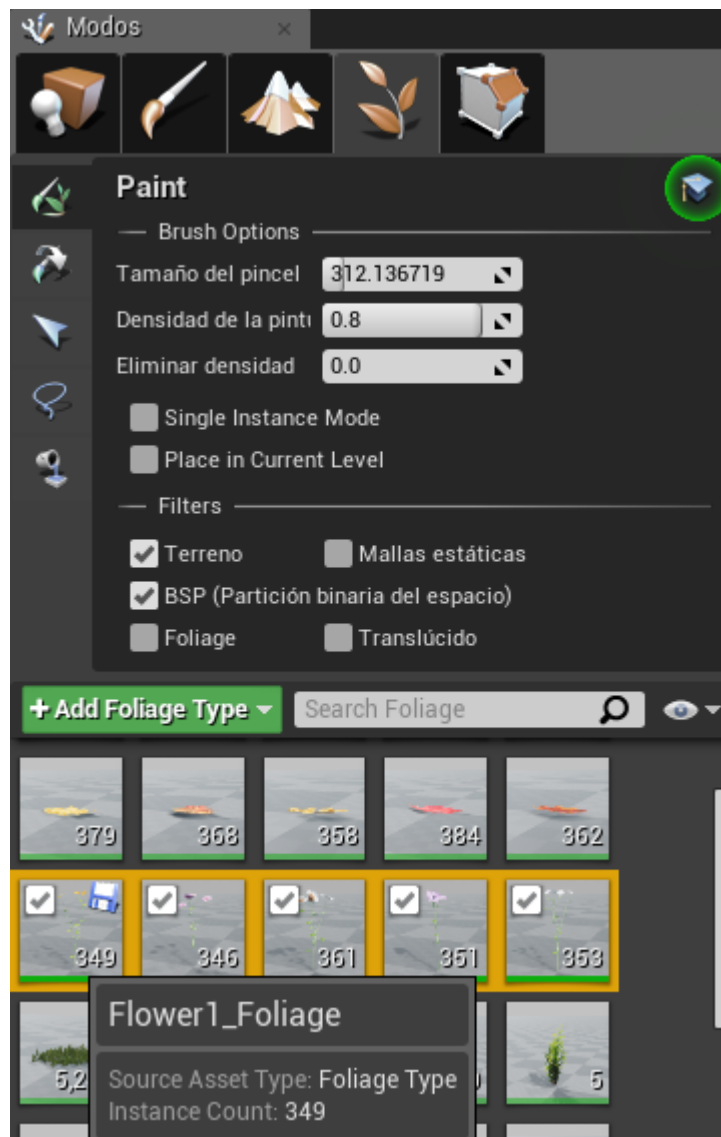 Modos
Paint
Brush Options
Tamaño del pincel 312.136719
Densidad de la pintu 0.8
Eliminar densidad 0.0
Single Instance Mode
Place in Current Level
Filters
Terreno Mallas estáticas
BSP (Partición binaria del espacio)
Foliage Translúcido
+ Add Foliage Type Search Foliage
379 368 358 384 362
349 346 361 351 353
Flower1_Foliage
5,2 5
Source Asset Type: Foliage Type
Instance Count: 349